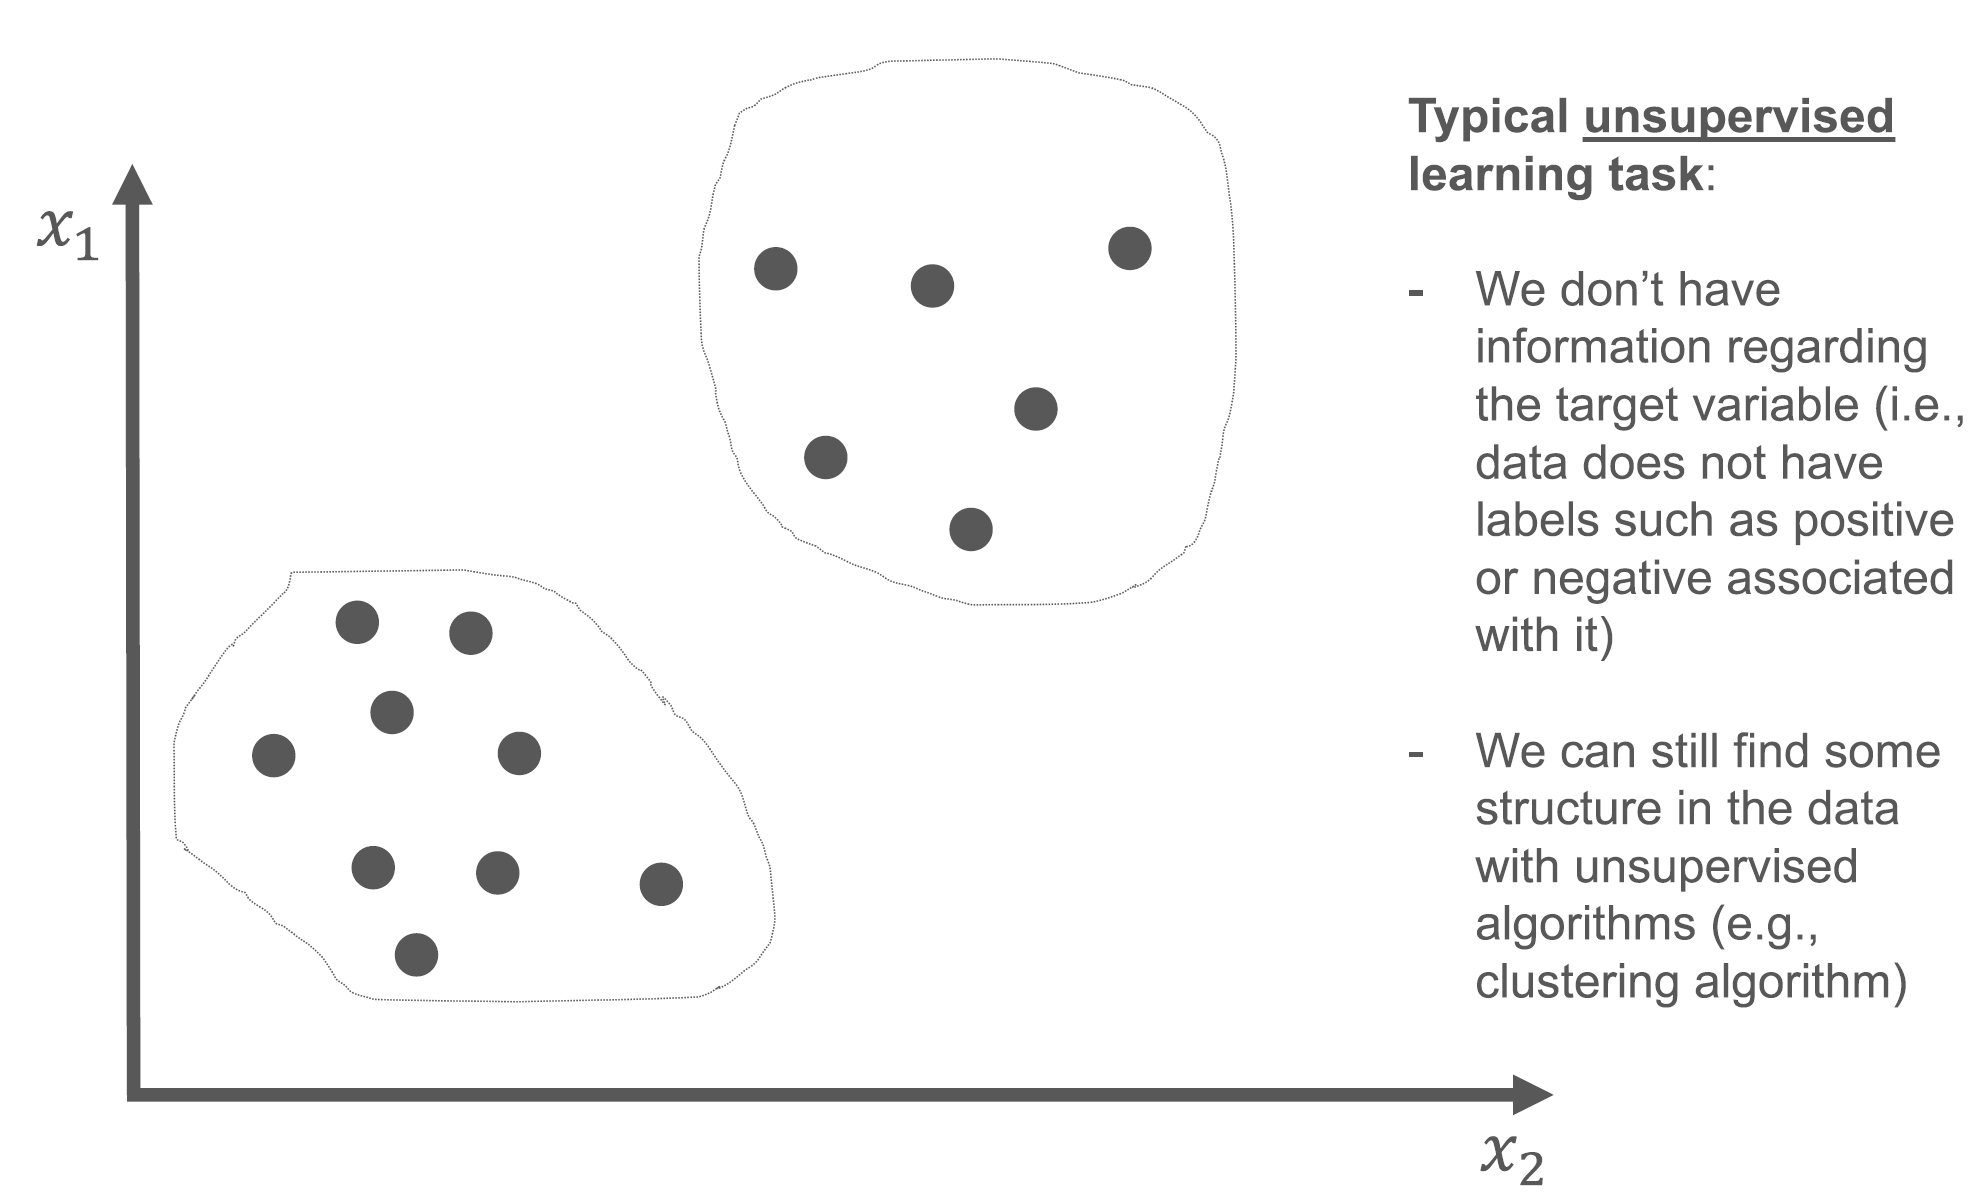 x₁
Typical unsupervised
learning task:
- We don’t have
information regarding
the target variable (i.e.,
data does not have
labels such as positive
or negative associated
with it)
- We can still find some
structure in the data
with unsupervised
algorithms (e.g.,
clustering algorithm)
x₂